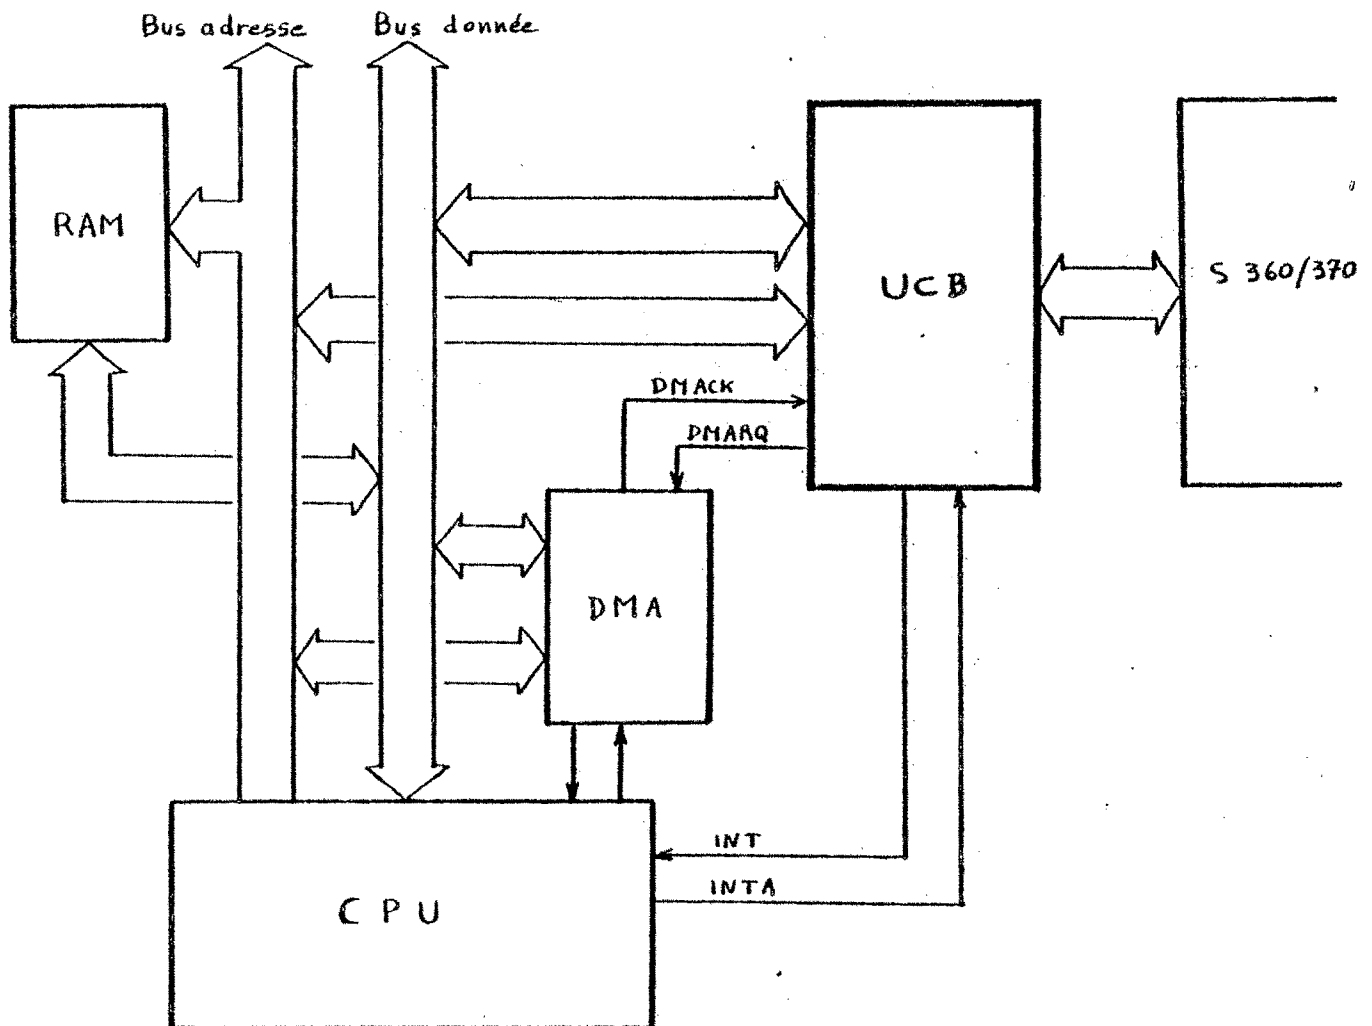 Bus adresse
Bus donnée
RAM
UCB
S 360/370
DMACK
DMARQ
DMA
INT
INTA
CPU